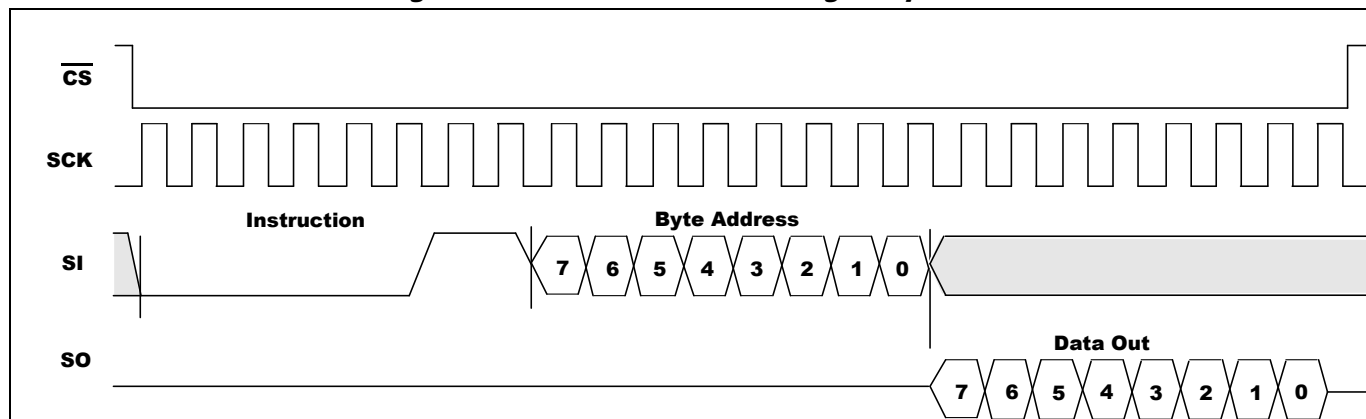 CS
SCK
Instruction
Byte Address
SI
7 6 5 4 3 2 1 0
Data Out
SO
7 6 5 4 3 2 1 0